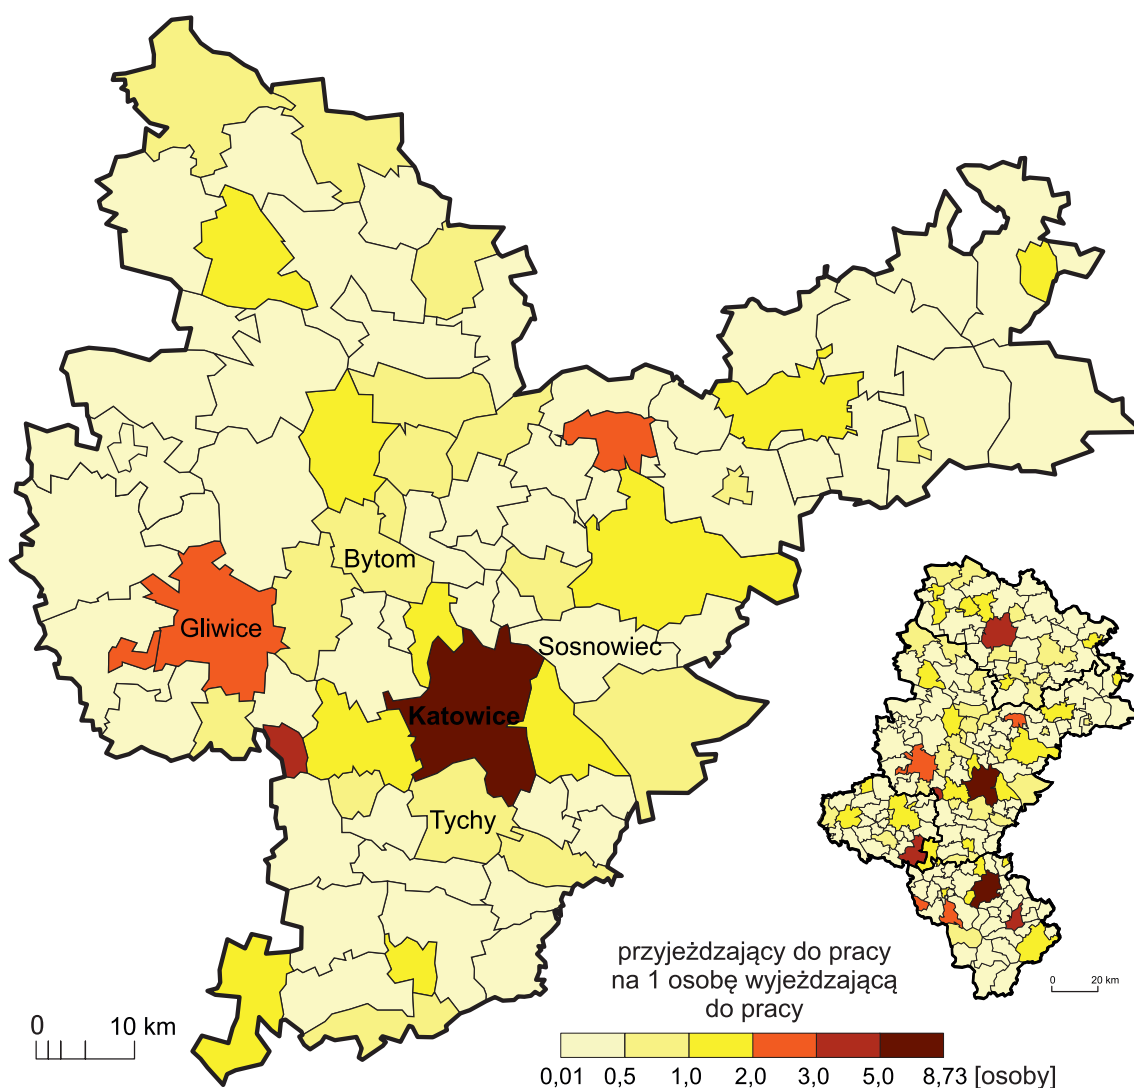 Bytom
Gliwice
Sosnowiec
Katowice
Tychy
przyjeżdzający do pracy
na 1 osobę wyjeżdzającą
do pracy
0 20 km
0 10 km
0,01 0,5 1,0 2,0 3,0 5,0 8,73 [osoby]